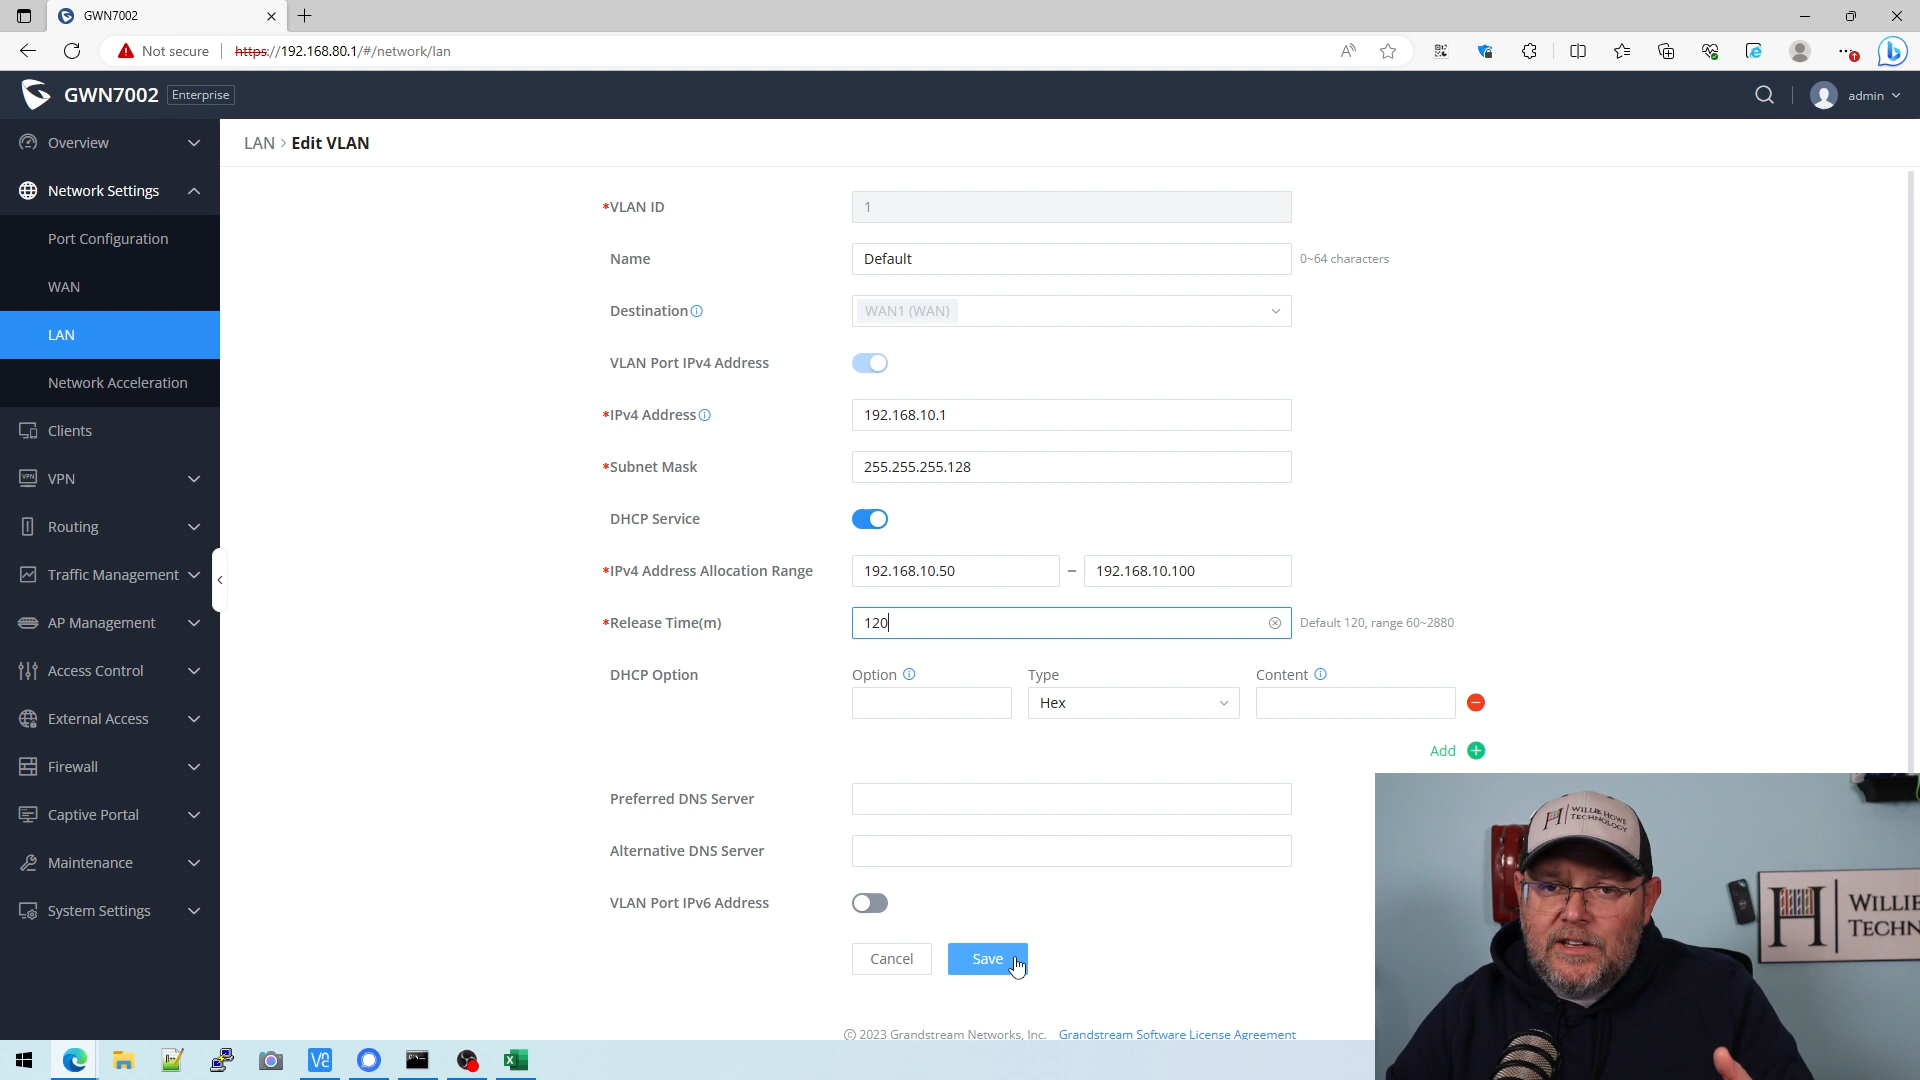 GWN7002
Not secure https://192.168.80.1/#/network/lan
GWN7002 Enterprise
admin
Overview
Network Settings
Port Configuration
WAN
LAN
Network Acceleration
Clients
VPN
Routing
Traffic Management
AP Management
Access Control
External Access
Firewall
Captive Portal
Maintenance
System Settings
LAN > Edit VLAN
*VLAN ID 1
Name Default 0~64 characters
Destination WAN1 (WAN)
VLAN Port IPv4 Address
*IPv4 Address 192.168.10.1
*Subnet Mask 255.255.255.128
DHCP Service
*IPv4 Address Allocation Range 192.168.10.50 – 192.168.10.100
*Release Time(m) 120 Default 120, range 60~2880
DHCP Option Option Type Content
Hex
Add
Preferred DNS Server
Alternative DNS Server
VLAN Port IPv6 Address
Cancel Save
© 2023 Grandstream Networks, Inc. Grandstream Software License Agreement
H WILLIE HOWE
TECHNOLOGY
H WILLIE
TECHN